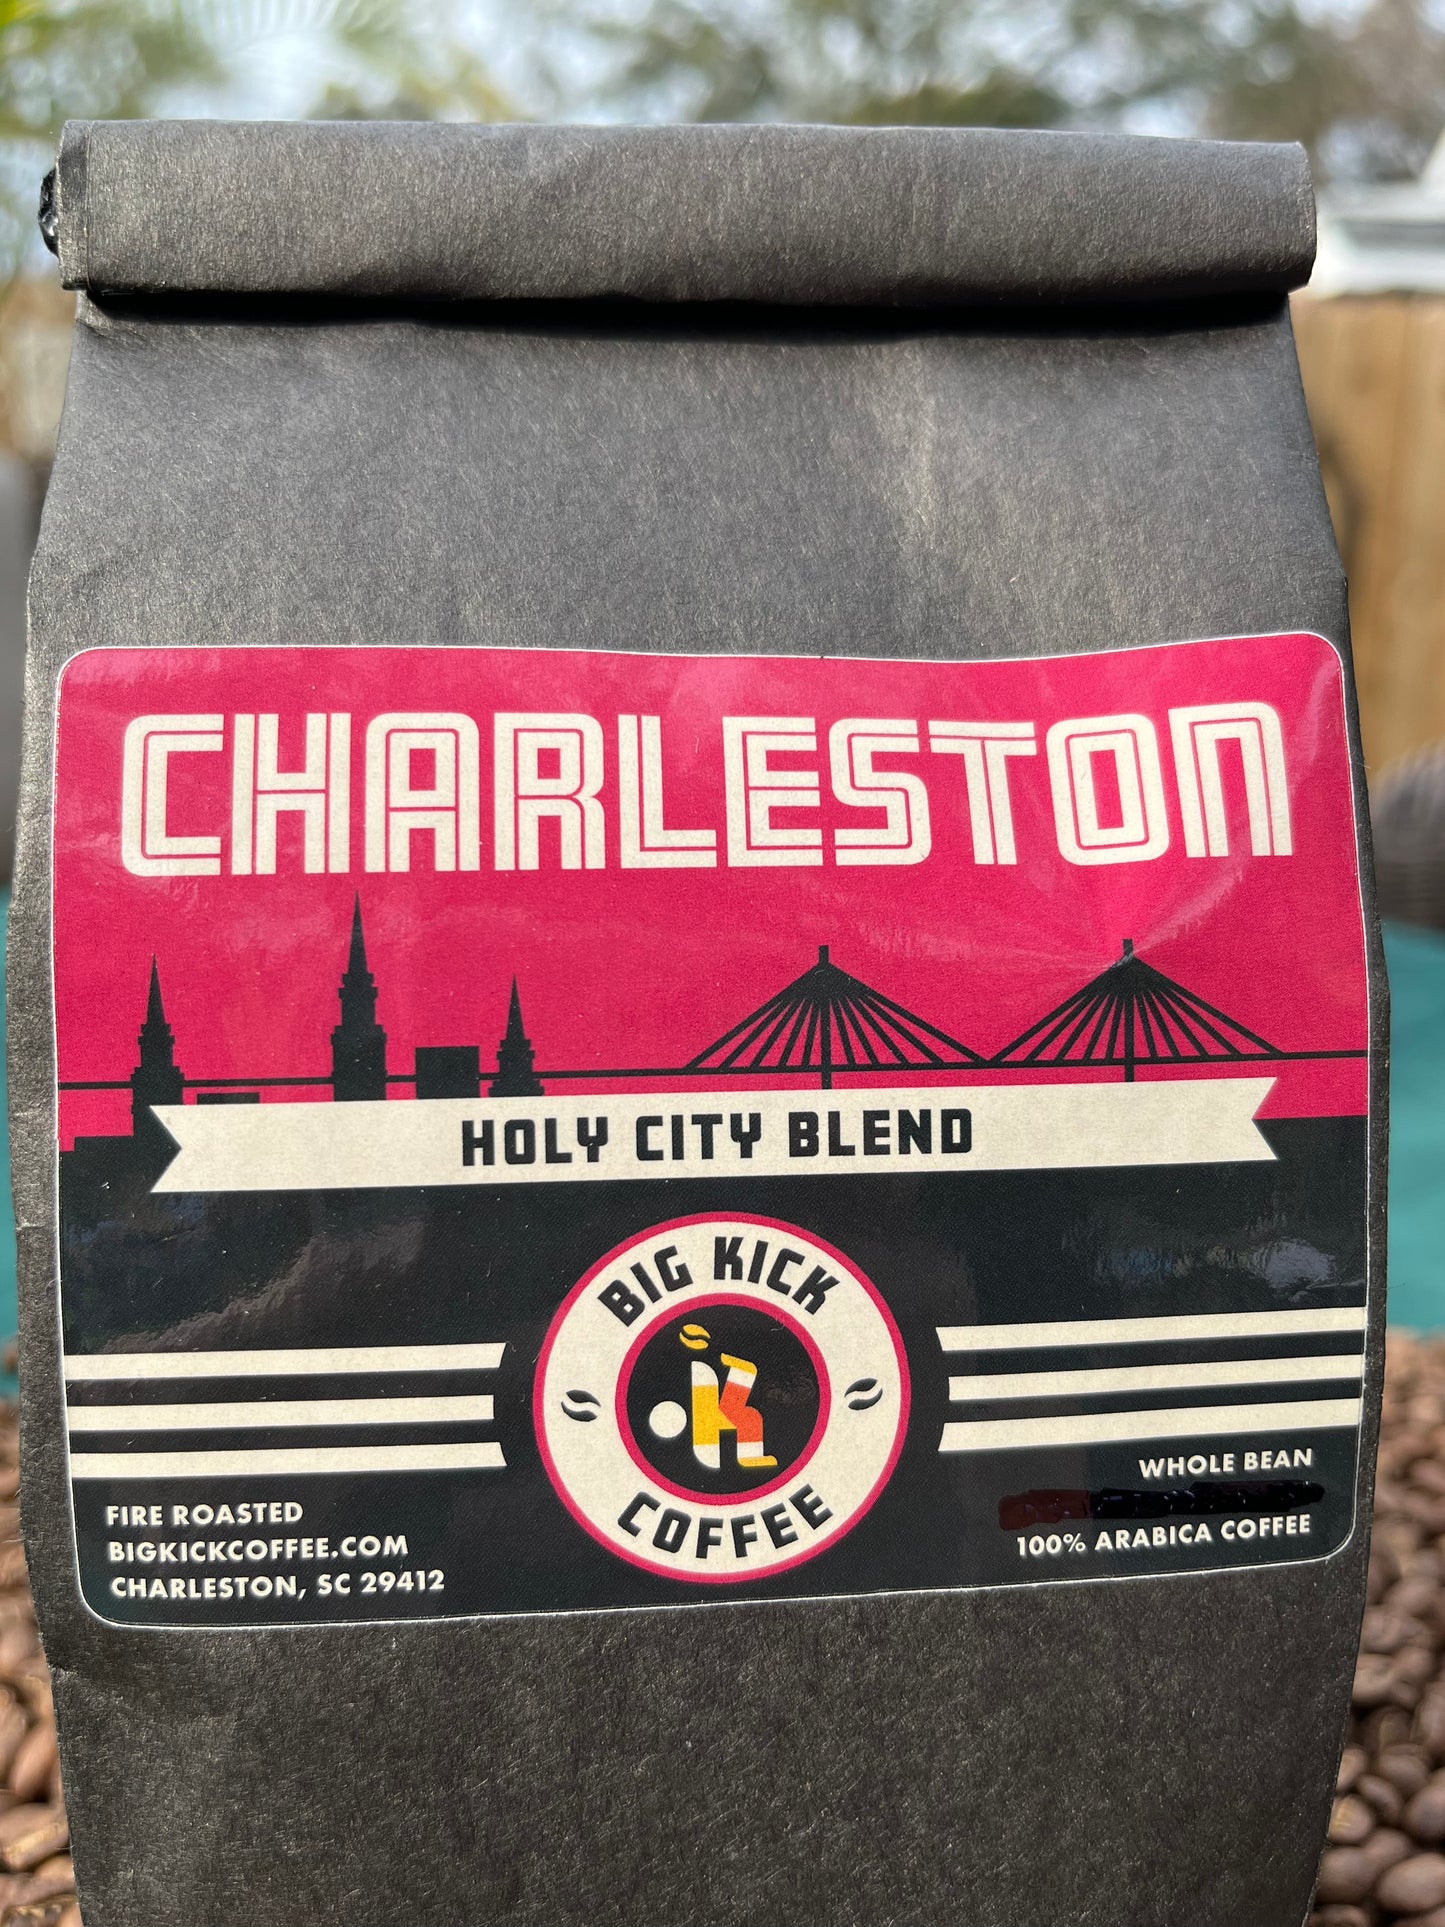 CHARLESTON
HOLY CITY BLEND
BIG KICK
COFFEE
FIRE ROASTED
BIGKICKCOFFEE.COM
CHARLESTON, SC 29412
WHOLE BEAN
100% ARABICA COFFEE